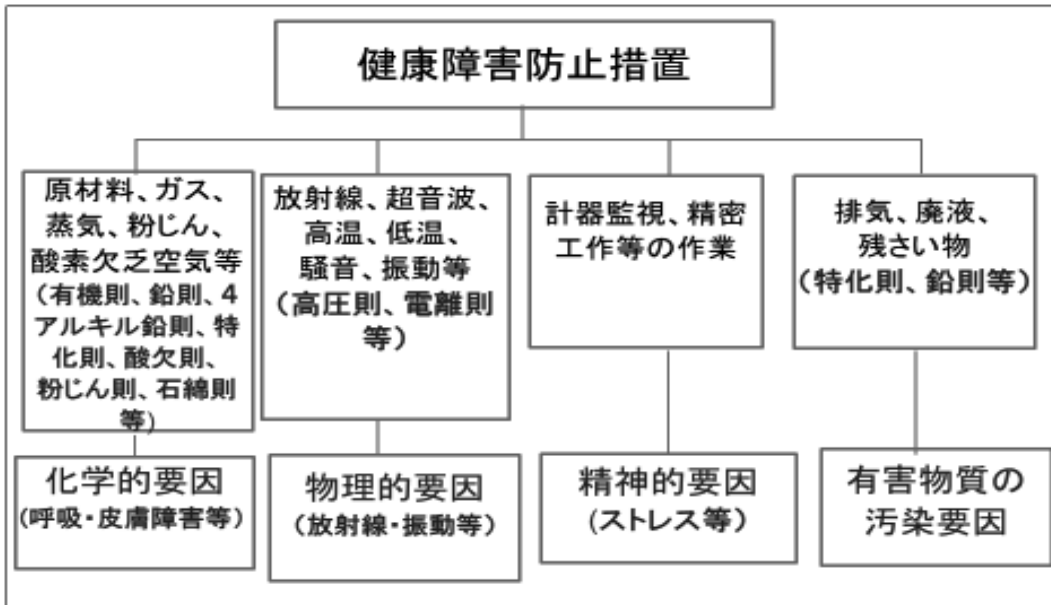 健康障害防止措置
原材料、ガス、
蒸気、粉じん、
酸素欠乏空気等
(有機則、鉛則、4
アルキル鉛則、特
化則、酸欠則、
粉じん則、石綿則
等)
放射線、超音波、
高温、低温、
騒音、振動等
(高圧則、電離則
等)
計器監視、精密
工作等の作業
排気、廃液、
残さい物
(特化則、鉛則等)
化学的要因
(呼吸・皮膚障害等)
物理的要因
(放射線・振動等)
精神的要因
(ストレス等)
有害物質の
汚染要因